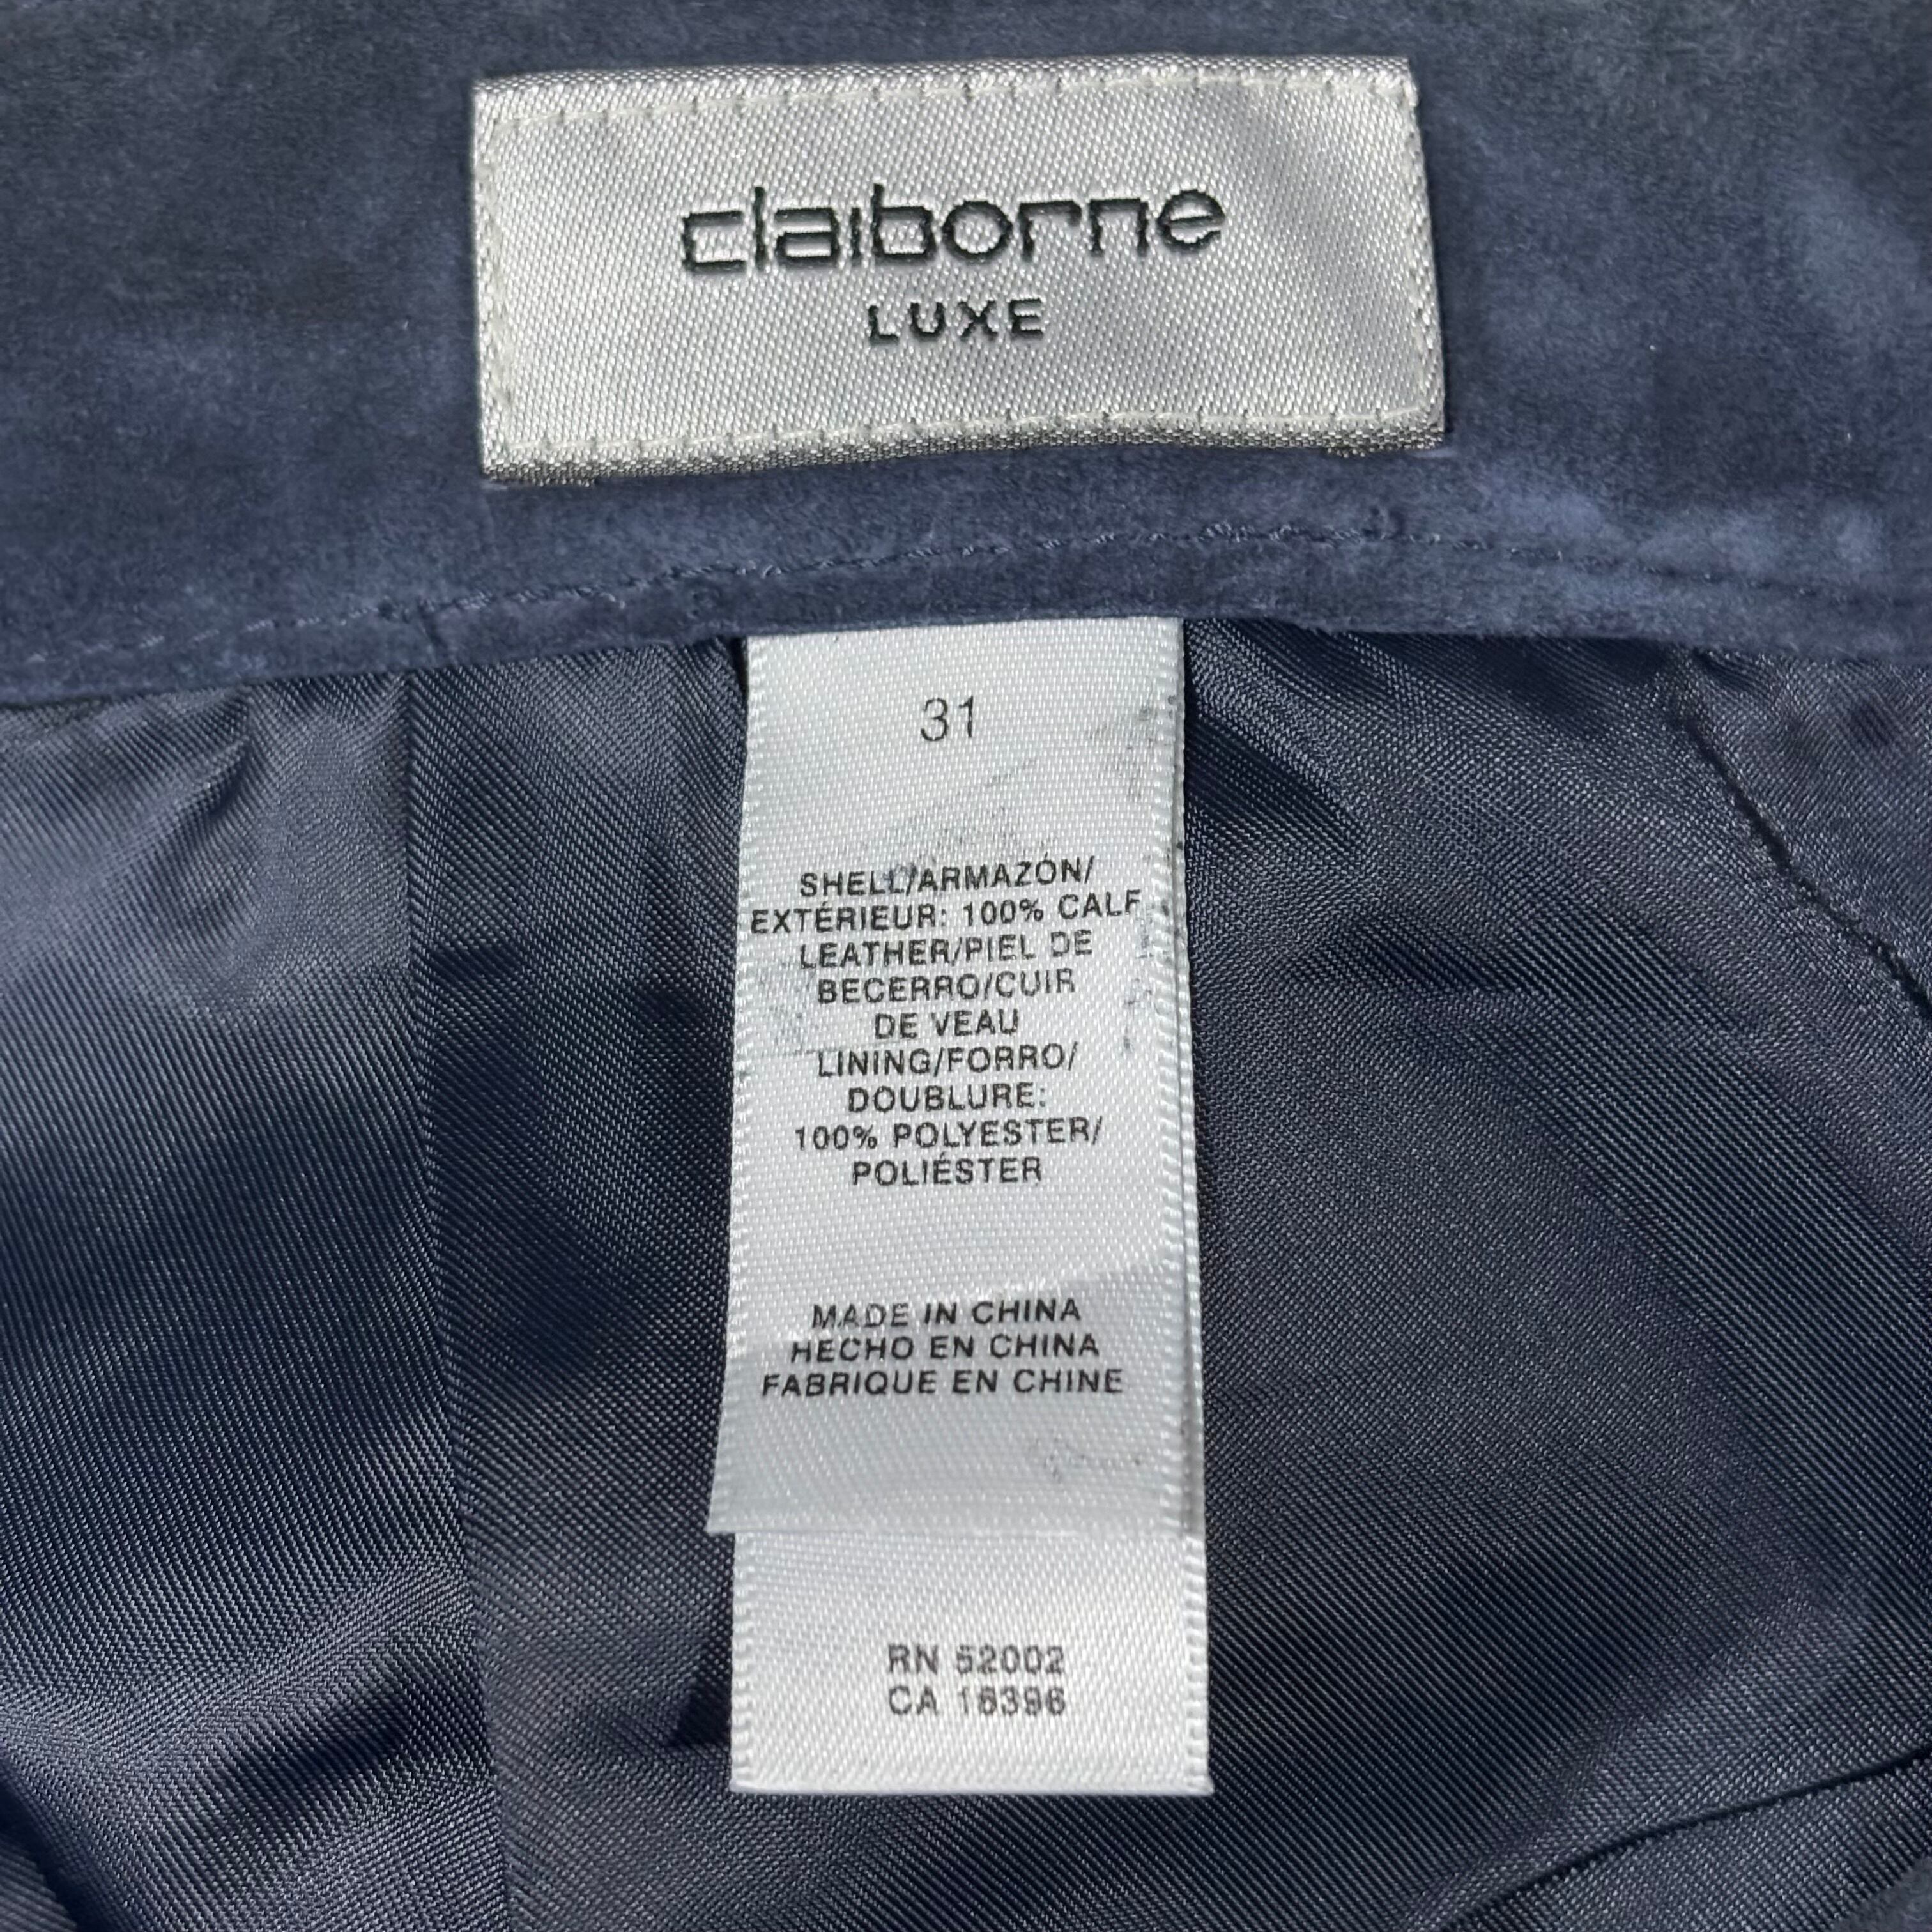 claiborne
LUXE
31
SHELL/ARMAZÓN/
EXTÉRIEUR: 100% CALF
LEATHER/PIEL DE
BECERRO/CUIR
DE VEAU
LINING/FORRO/
DOUBLURE:
100% POLYESTER/
POLIÉSTER
MADE IN CHINA
HECHO EN CHINA
FABRIQUE EN CHINE
RN 52002
CA 16396